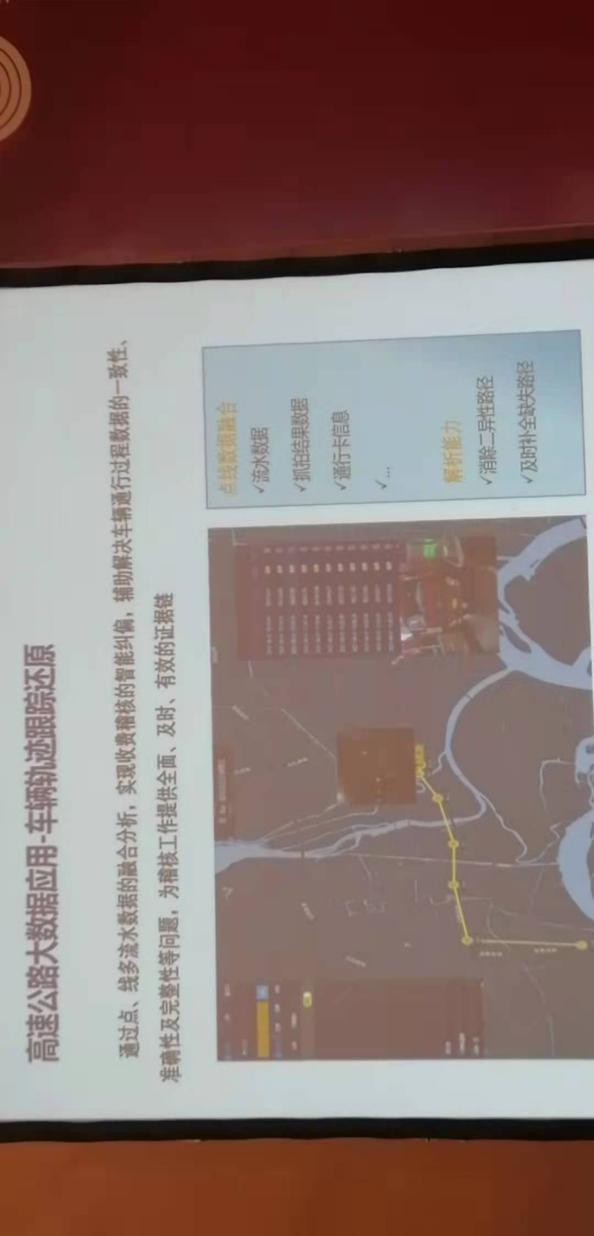 高速公路大数据应用-车辆轨迹跟踪还原
通过点、线多流水数据的融合分析，实现收费稽核的智能纠偏，辅助解决车辆通行过程数据的一致性、
准确性及完整性等问题，为稽核工作提供全面、及时、有效的证据链
点线数据融合
✓流水数据
✓抓拍结果数据
✓通行卡信息
✓...
解析能力
✓消除二异性路径
✓及时补全缺失路径